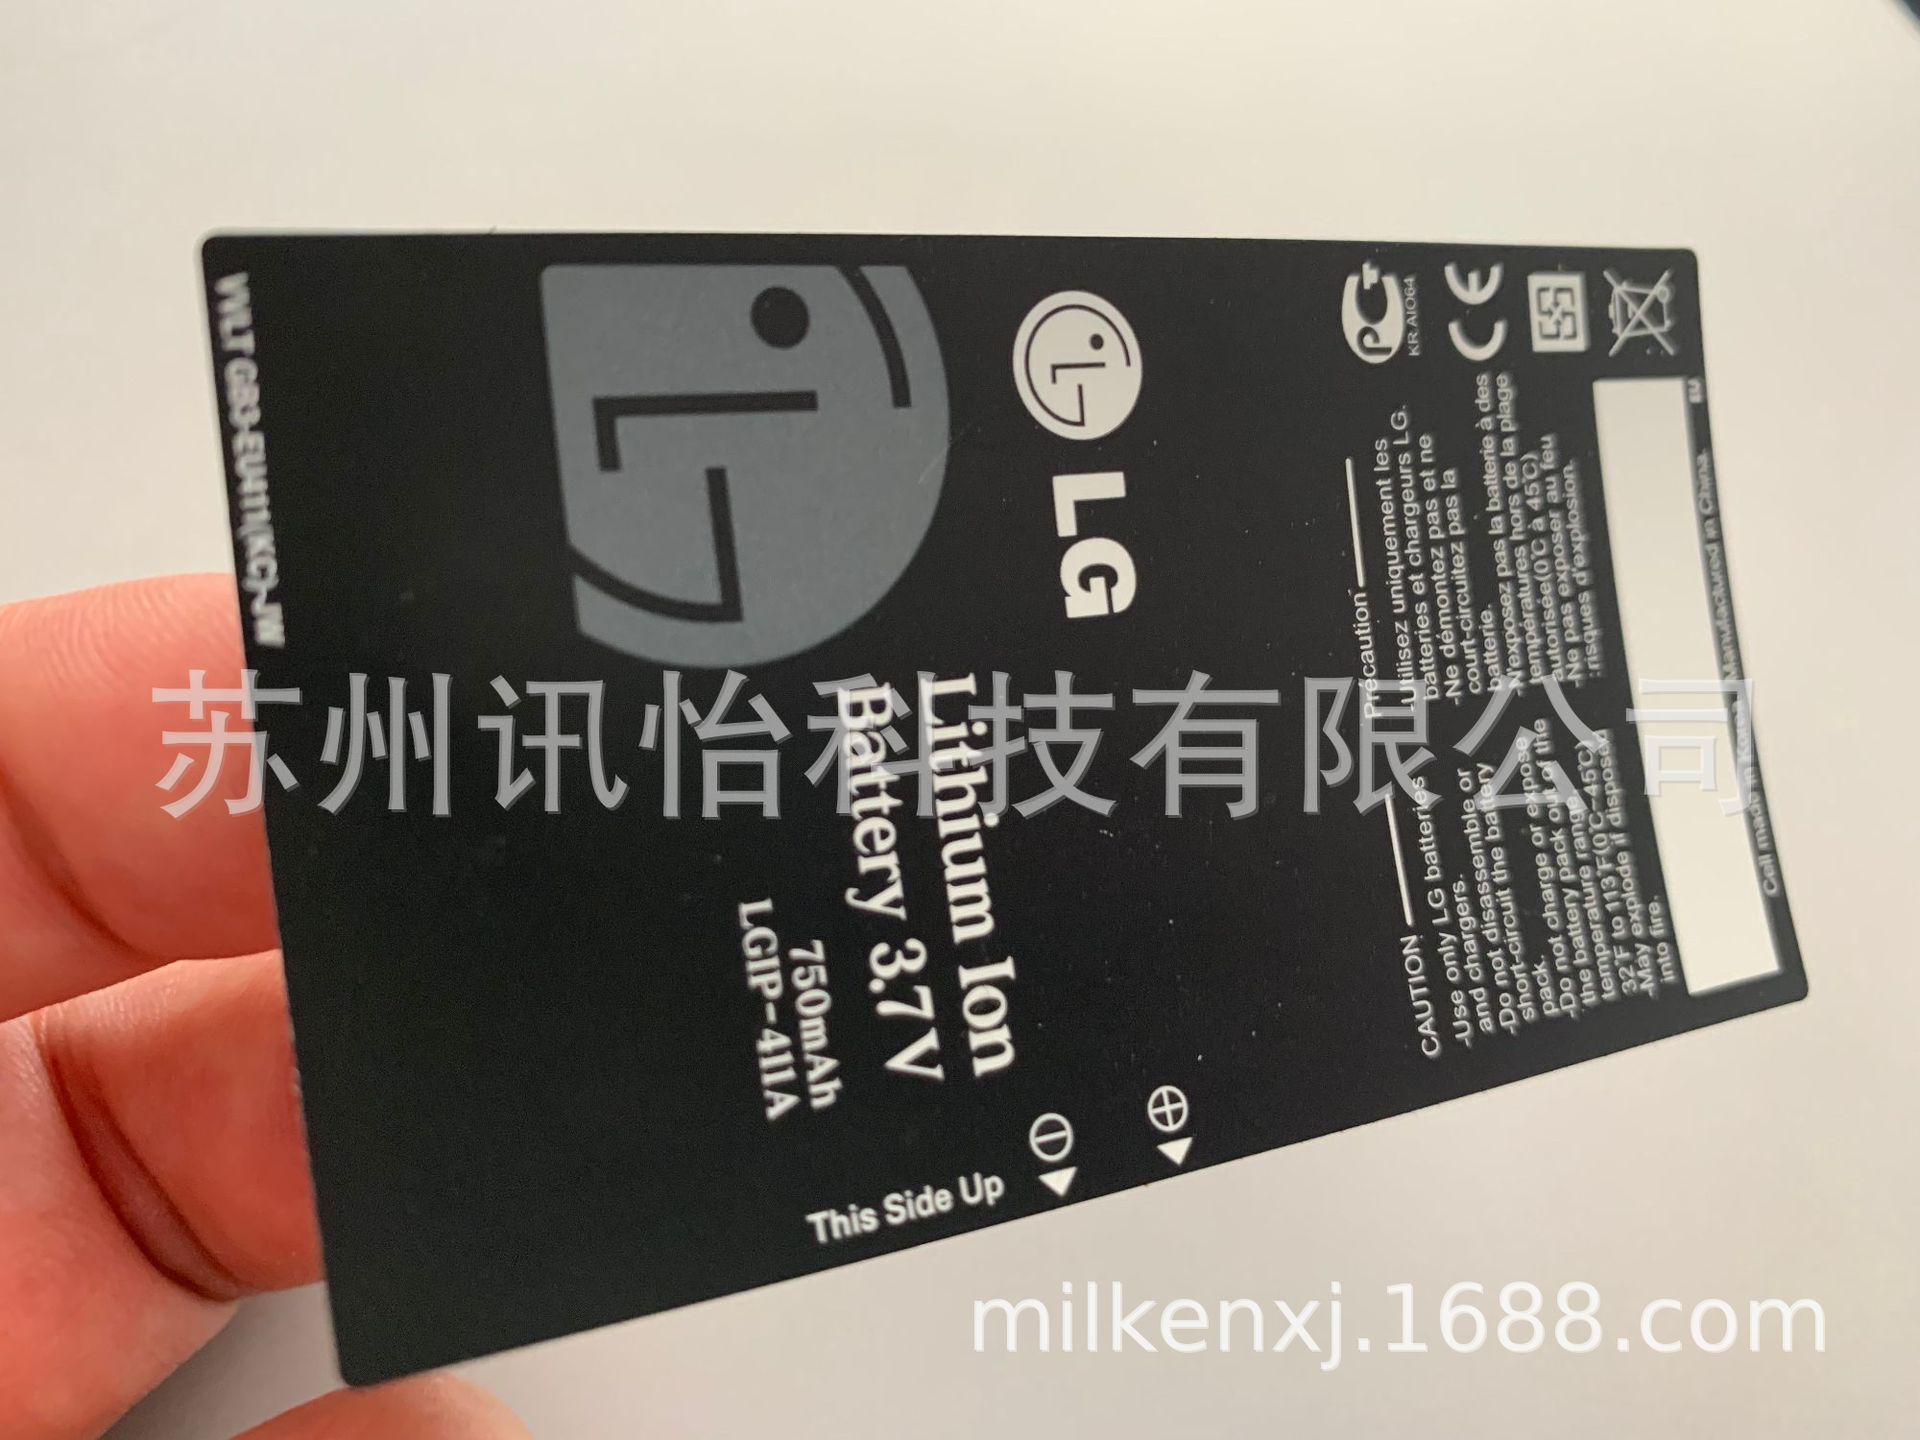 LG
Lithium Ion
Battery 3.7V
750mAh
LGIP-411A
This Side Up
PCT
KR.AIO64
CE
CAUTION
-Use only LG batteries
and chargers.
-Do not disassemble or
short-circuit the battery
pack.
-Do not charge or expose
the battery pack out of the
temperature range(0℃~45℃)
32℉ to 113℉
-May explode if disposed
into fire.
Précaution
-Utilisez uniquement les
batteries et chargeurs LG.
-Ne démontez pas et ne
court-circuitez pas la
batterie.
-N'exposez pas la batterie à des
températures hors de la plage
autorisée(0℃ à 45℃)
-Ne pas exposer au feu
:risques d'explosion.
EU
Cell made in Korea
Manufactured in China.
苏州讯怡科技有限公司
milkenxj.1688.com